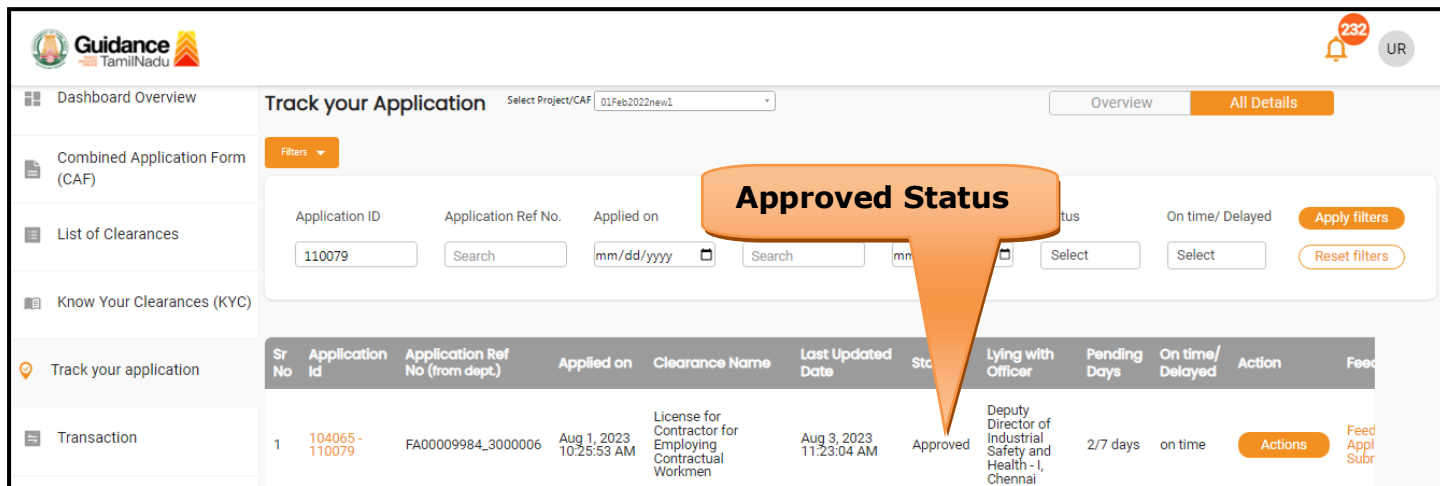 Guidance
TamilNadu
232
UR
Dashboard Overview
Track your Application
Select Project/CAF
01Feb2022new1
Overview
All Details
Combined Application Form
(CAF)
Filters
Approved Status
Application ID
Application Ref No.
Applied on
tus
On time/ Delayed
Apply filters
List of Clearances
110079
Search
mm/dd/yyyy
Search
mm
Select
Select
Reset filters
Know Your Clearances (KYC)
Track your application
Sr
No
Application
Id
Application Ref
No (from dept.)
Applied on
Clearance Name
Last Updated
Date
Sta
Lying with
Officer
Pending
Days
On time/
Delayed
Action
Feed
Transaction
1
104065 -
110079
FA00009984_3000006
Aug 1, 2023
10:25:53 AM
License for
Contractor for
Employing
Contractual
Workmen
Aug 3, 2023
11:23:04 AM
Approved
Deputy
Director of
Industrial
Safety and
Health - I,
Chennai
2/7 days
on time
Actions
Feed
Appl
Subr